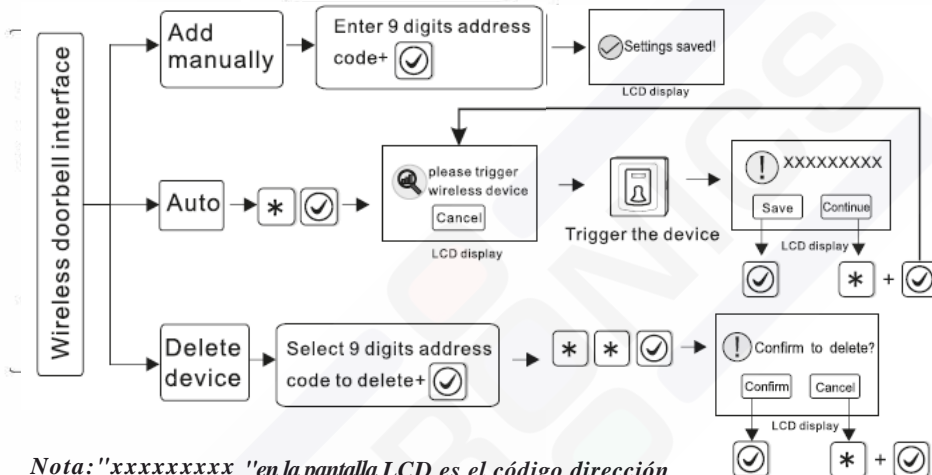 Wireless doorbell interface
Add
manually
Enter 9 digits address
code+
Settings saved!
LCD display
Auto
*
please trigger
wireless device
Cancel
LCD display
Trigger the device
! XXXXXXXXX
Save Continue
LCD display
* +
Delete
device
Select 9 digits address
code to delete+
* *
! Confirm to delete?
Confirm Cancel
LCD display
* +
Nota:"xxxxxxxxx "en la pantalla LCD es el código dirección